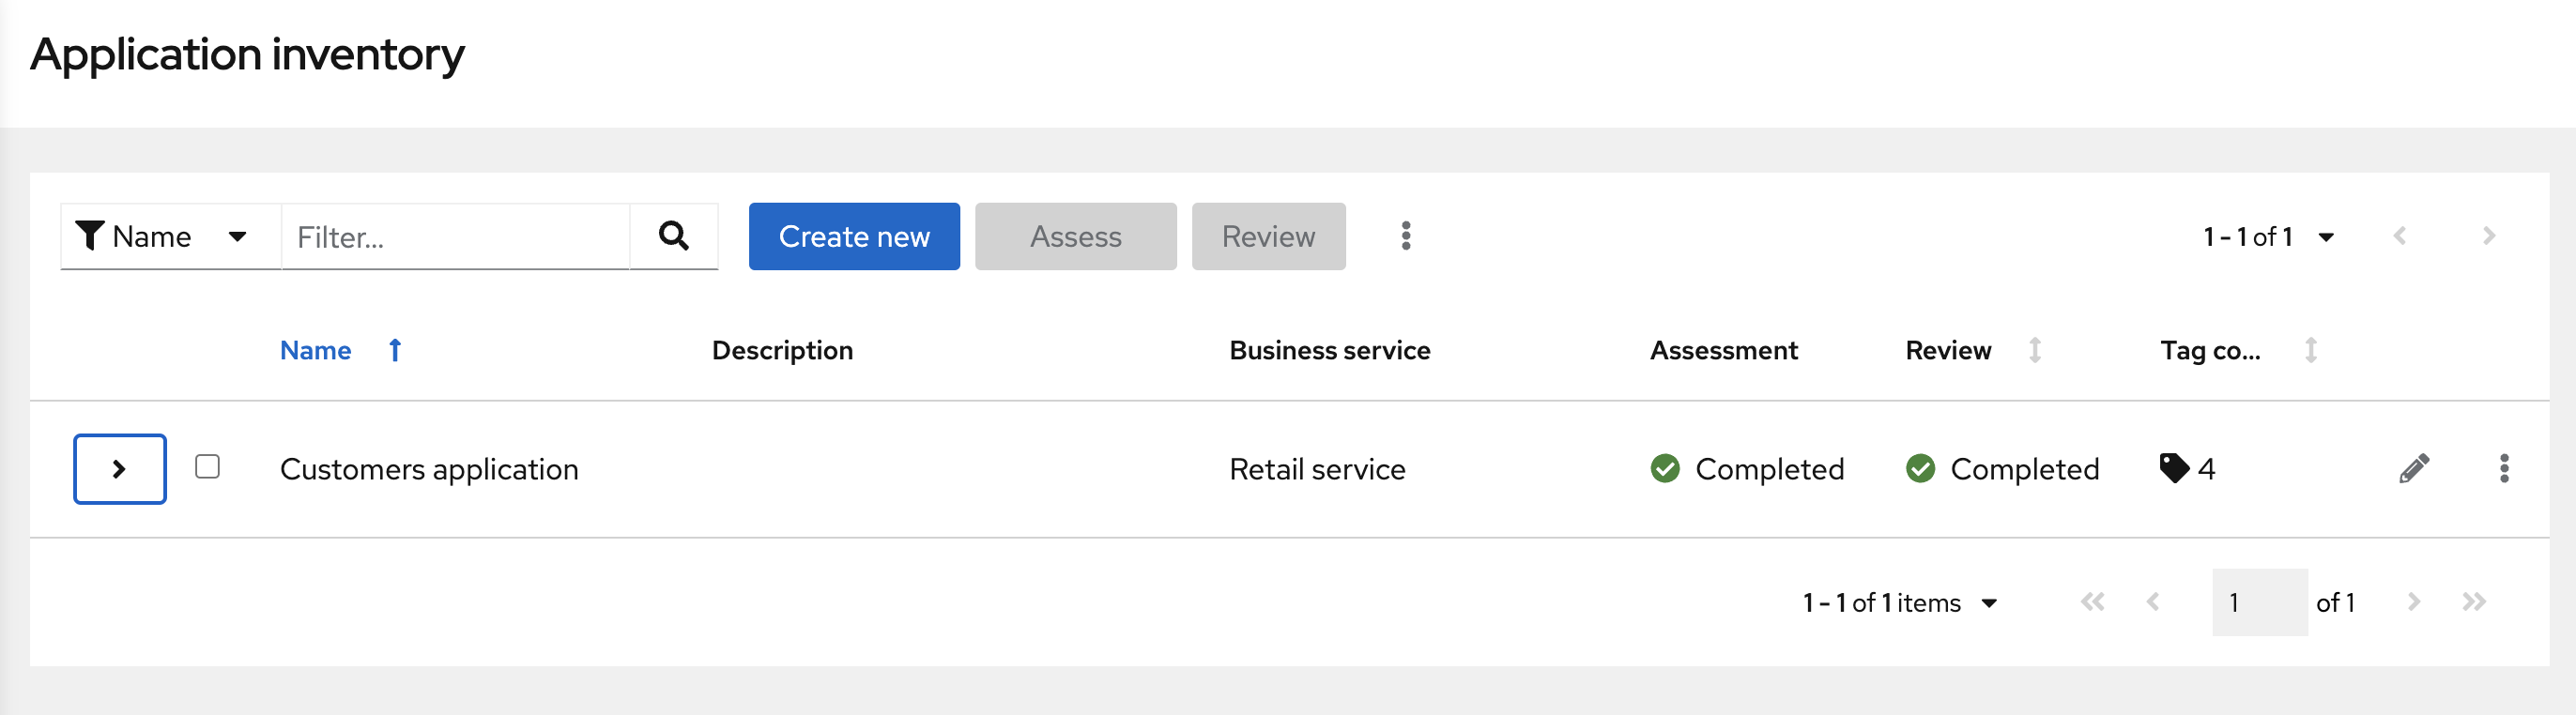 Application inventory
Name Filter... Create new Assess Review 1 - 1 of 1
Name Description Business service Assessment Review Tag co...
Customers application Retail service Completed Completed 4
1 - 1 of 1 items 1 of 1